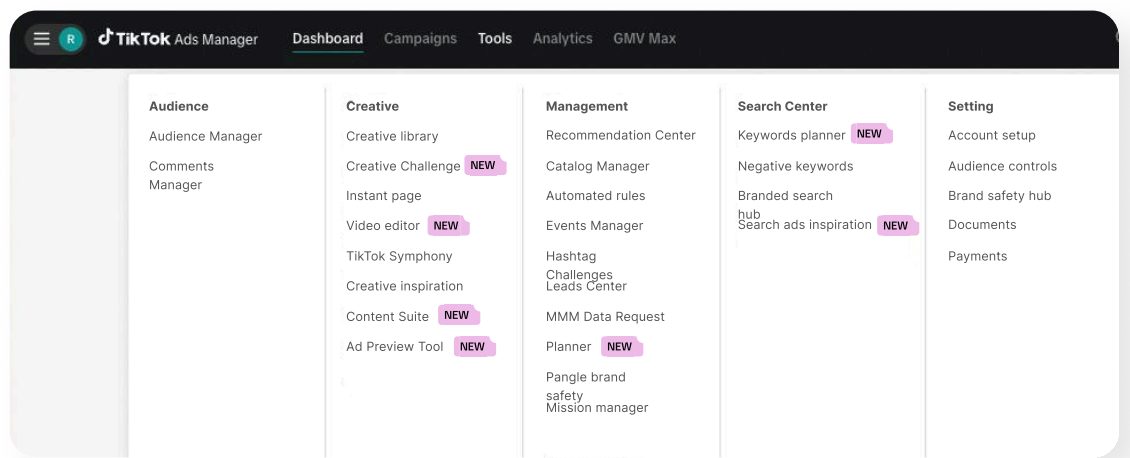 R TikTok Ads Manager Dashboard Campaigns Tools Analytics GMV Max
Audience
Audience Manager
Comments
Manager
Creative
Creative library
Creative Challenge NEW
Instant page
Video editor NEW
TikTok Symphony
Creative inspiration
Content Suite NEW
Ad Preview Tool NEW
Management
Recommendation Center
Catalog Manager
Automated rules
Events Manager
Hashtag
Challenges
Leads Center
MMM Data Request
Planner NEW
Pangle brand
safety
Mission manager
Search Center
Keywords planner NEW
Negative keywords
Branded search
hub
Search ads inspiration NEW
Setting
Account setup
Audience controls
Brand safety hub
Documents
Payments